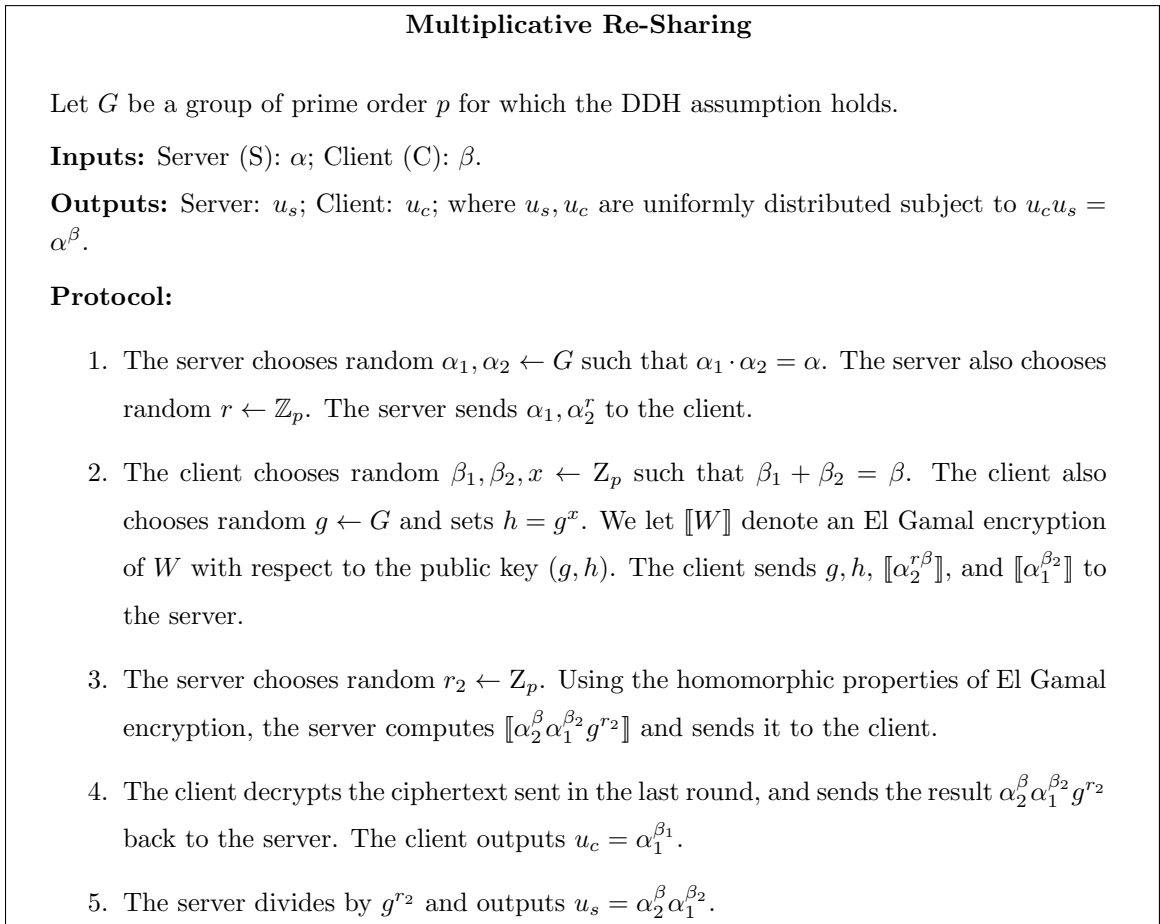 Multiplicative Re-Sharing
Let G be a group of prime order p for which the DDH assumption holds.
Inputs: Server (S): α; Client (C): β.
Outputs: Server: u_s; Client: u_c; where u_s, u_c are uniformly distributed subject to u_c u_s =
α^β.
Protocol:
1. The server chooses random α_1, α_2 ← G such that α_1 · α_2 = α. The server also chooses
random r ← ℤ_p. The server sends α_1, α_2^r to the client.
2. The client chooses random β_1, β_2, x ← Z_p such that β_1 + β_2 = β. The client also
chooses random g ← G and sets h = g^x. We let ⟦W⟧ denote an El Gamal encryption
of W with respect to the public key (g, h). The client sends g, h, ⟦α_2^{rβ}⟧, and ⟦α_1^{β_2}⟧ to
the server.
3. The server chooses random r_2 ← Z_p. Using the homomorphic properties of El Gamal
encryption, the server computes ⟦α_2^β α_1^{β_2} g^{r_2}⟧ and sends it to the client.
4. The client decrypts the ciphertext sent in the last round, and sends the result α_2^β α_1^{β_2} g^{r_2}
back to the server. The client outputs u_c = α_1^{β_1}.
5. The server divides by g^{r_2} and outputs u_s = α_2^β α_1^{β_2}.